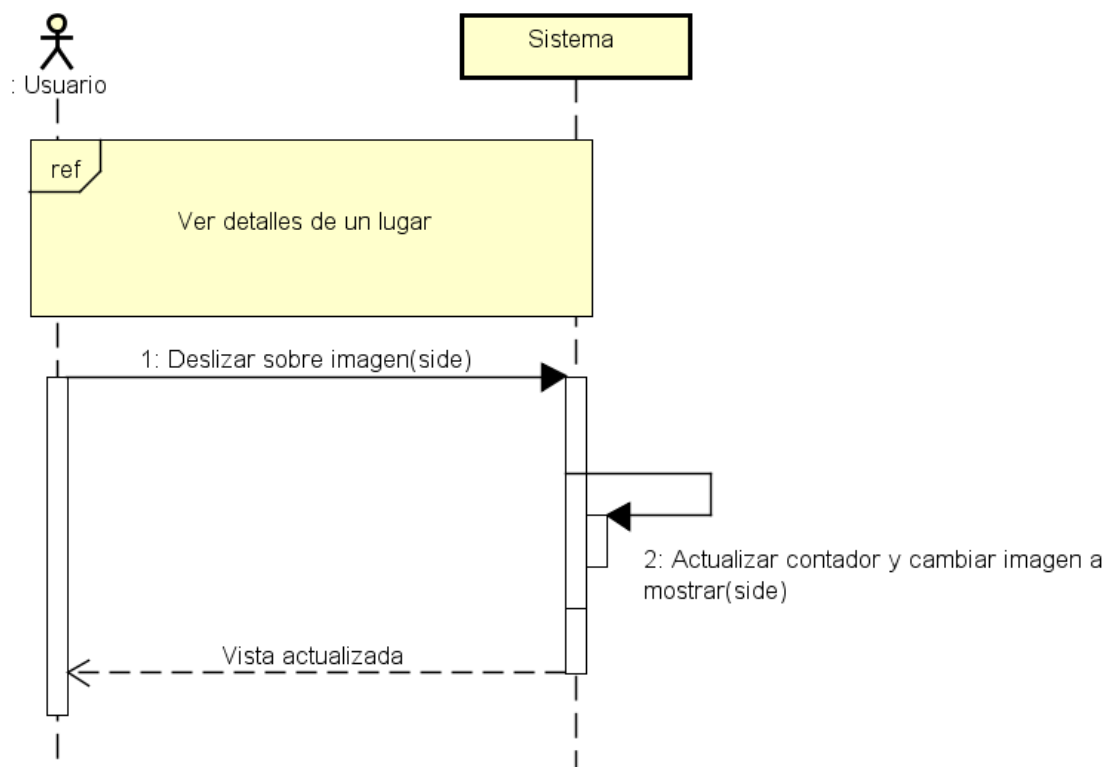 : Usuario
Sistema
ref
Ver detalles de un lugar
1: Deslizar sobre imagen(side)
2: Actualizar contador y cambiar imagen a
mostrar(side)
Vista actualizada